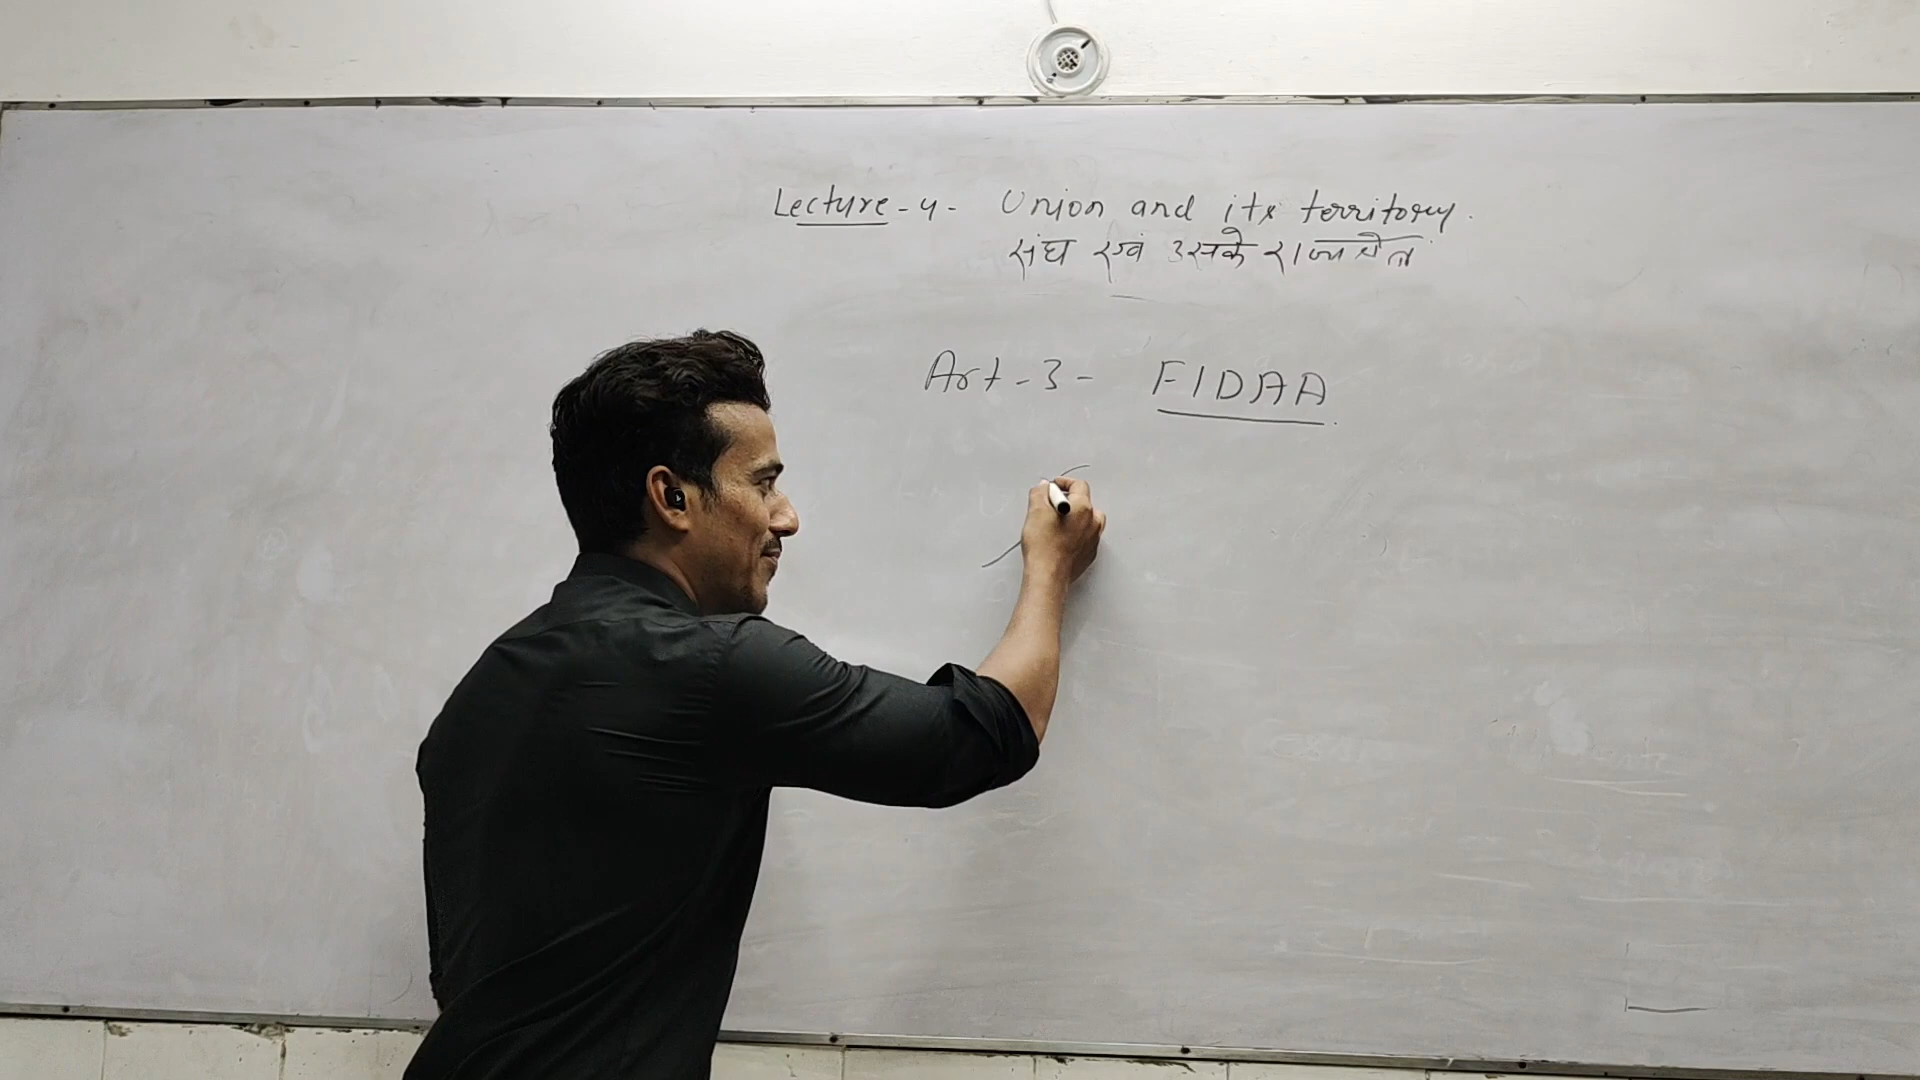 Lecture-4- Union and its territory.
संघ एवं उसके राज्यक्षेत्र
Art-3- FIDAA